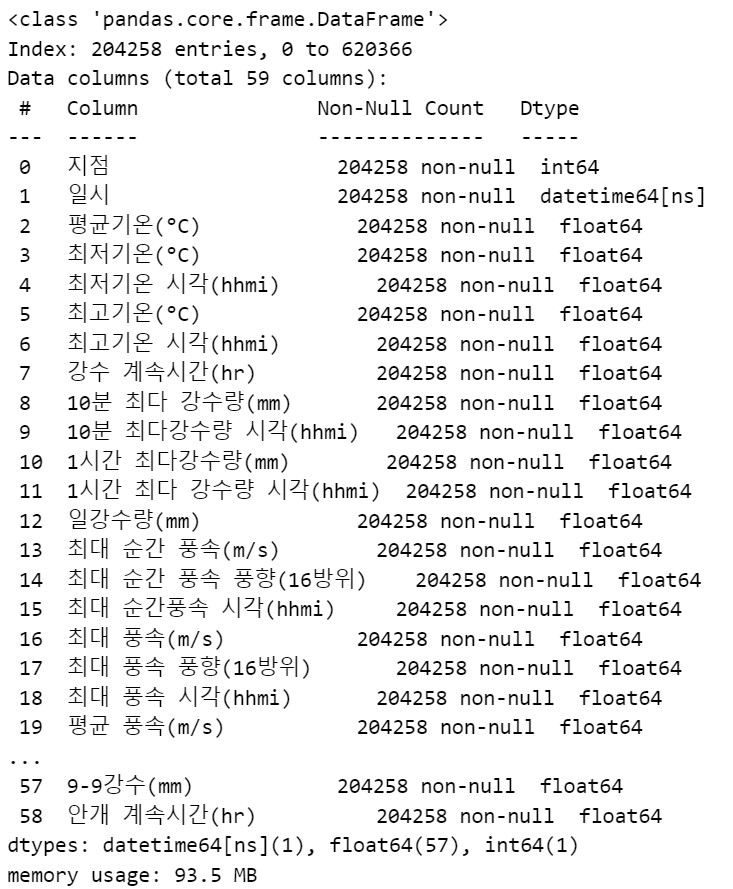 <class 'pandas.core.frame.DataFrame'>
Index: 204258 entries, 0 to 620366
Data columns (total 59 columns):
 #   Column               Non-Null Count   Dtype
---  ------               --------------   -----
 0   지점                   204258 non-null  int64
 1   일시                   204258 non-null  datetime64[ns]
 2   평균기온(°C)             204258 non-null  float64
 3   최저기온(°C)             204258 non-null  float64
 4   최저기온 시각(hhmi)        204258 non-null  float64
 5   최고기온(°C)             204258 non-null  float64
 6   최고기온 시각(hhmi)        204258 non-null  float64
 7   강수 계속시간(hr)          204258 non-null  float64
 8   10분 최다 강수량(mm)       204258 non-null  float64
 9   10분 최다강수량 시각(hhmi)   204258 non-null  float64
 10  1시간 최다강수량(mm)        204258 non-null  float64
 11  1시간 최다 강수량 시각(hhmi)  204258 non-null  float64
 12  일강수량(mm)             204258 non-null  float64
 13  최대 순간 풍속(m/s)        204258 non-null  float64
 14  최대 순간 풍속 풍향(16방위)    204258 non-null  float64
 15  최대 순간풍속 시각(hhmi)     204258 non-null  float64
 16  최대 풍속(m/s)           204258 non-null  float64
 17  최대 풍속 풍향(16방위)       204258 non-null  float64
 18  최대 풍속 시각(hhmi)       204258 non-null  float64
 19  평균 풍속(m/s)           204258 non-null  float64
...
 57  9-9강수(mm)            204258 non-null  float64
 58  안개 계속시간(hr)          204258 non-null  float64
dtypes: datetime64[ns](1), float64(57), int64(1)
memory usage: 93.5 MB